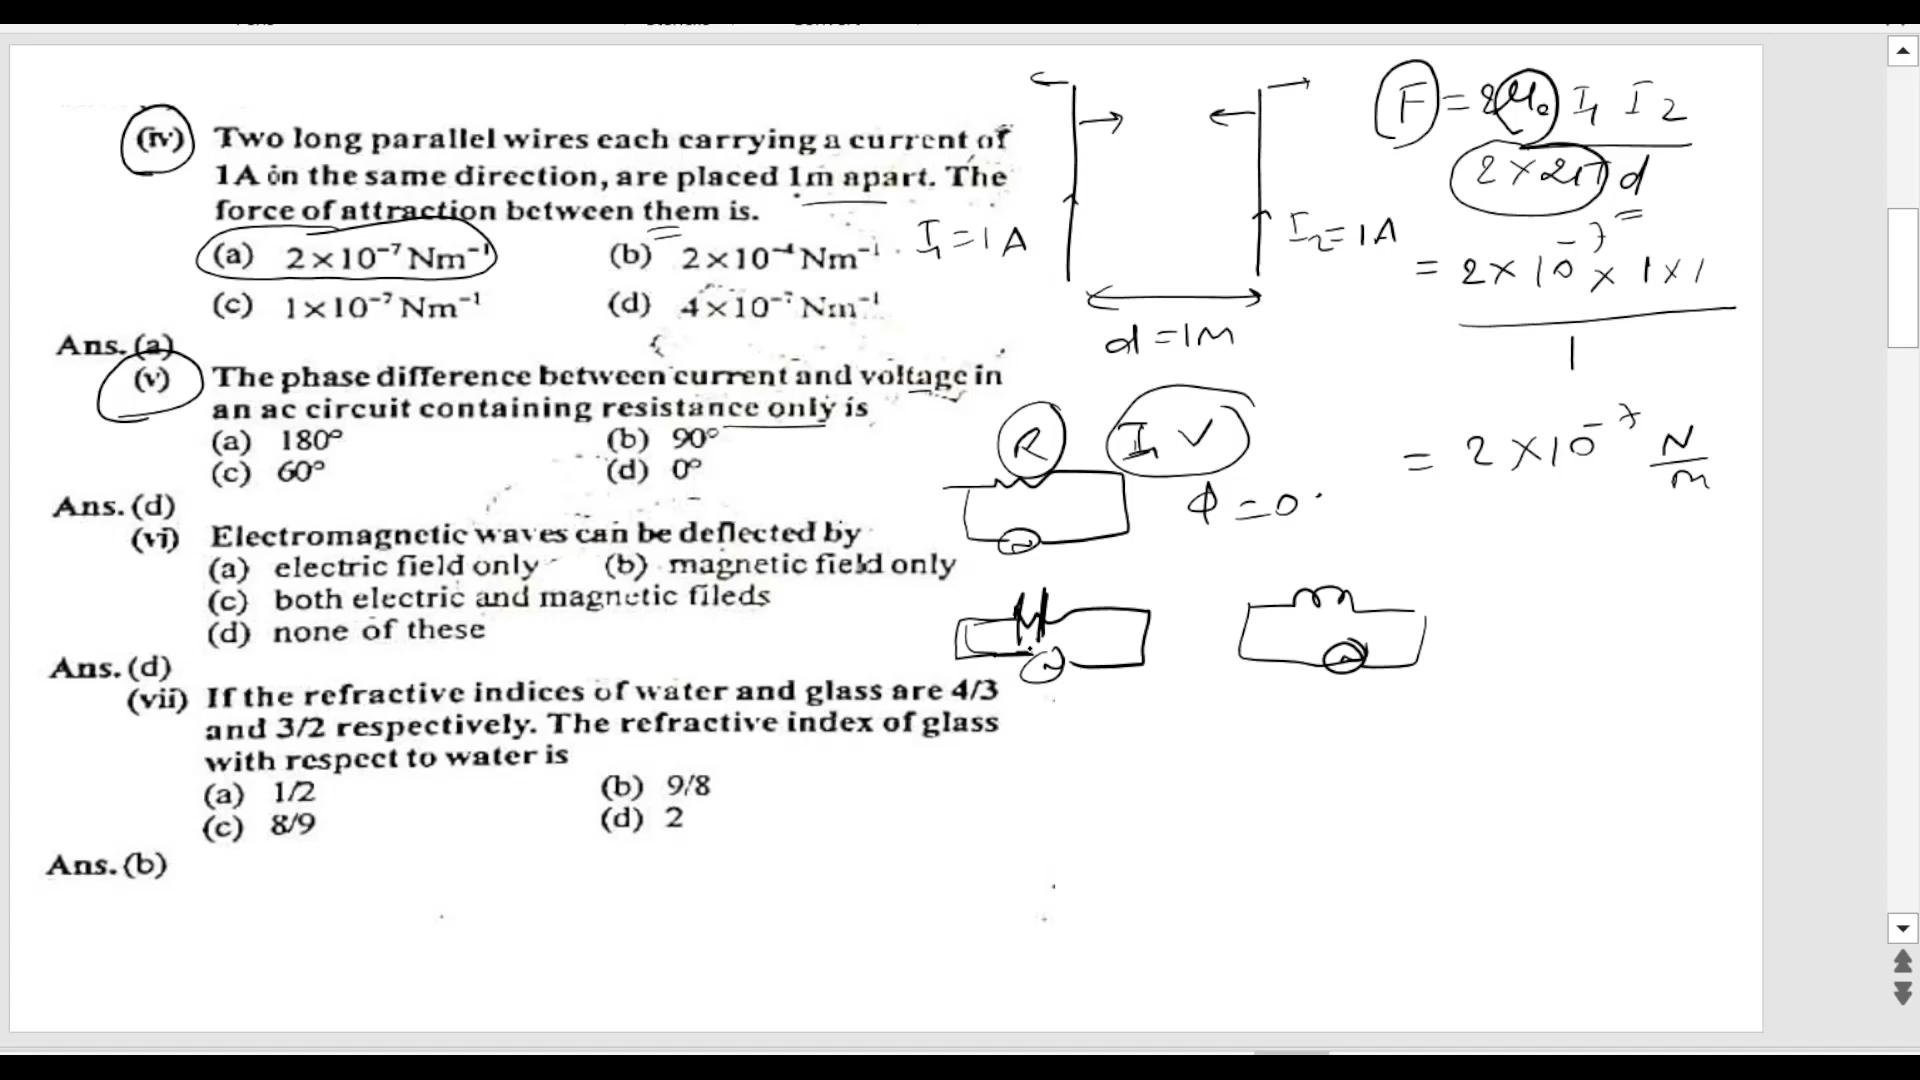 (iv) Two long parallel wires each carrying a current of
1A in the same direction, are placed 1m apart. The
force of attraction between them is.
(a) 2×10⁻⁷ Nm⁻¹ (b) 2×10⁻⁴ Nm⁻¹
(c) 1×10⁻⁷ Nm⁻¹ (d) 4×10⁻⁷ Nm⁻¹
Ans. (a)
(v) The phase difference between current and voltage in
an ac circuit containing resistance only is
(a) 180° (b) 90°
(c) 60° (d) 0°
Ans. (d)
(vi) Electromagnetic waves can be deflected by
(a) electric field only (b) magnetic field only
(c) both electric and magnetic fileds
(d) none of these
Ans. (d)
(vii) If the refractive indices of water and glass are 4/3
and 3/2 respectively. The refractive index of glass
with respect to water is
(a) 1/2 (b) 9/8
(c) 8/9 (d) 2
Ans. (b)
I₁ = 1A
I₂ = 1A
d = 1M
F = 2μ₀ I₁ I₂
2 × 2π d
= 2 × 10⁻⁷ × 1 × 1
1
= 2 × 10⁻⁷ N
m
R I, V
ϕ = 0